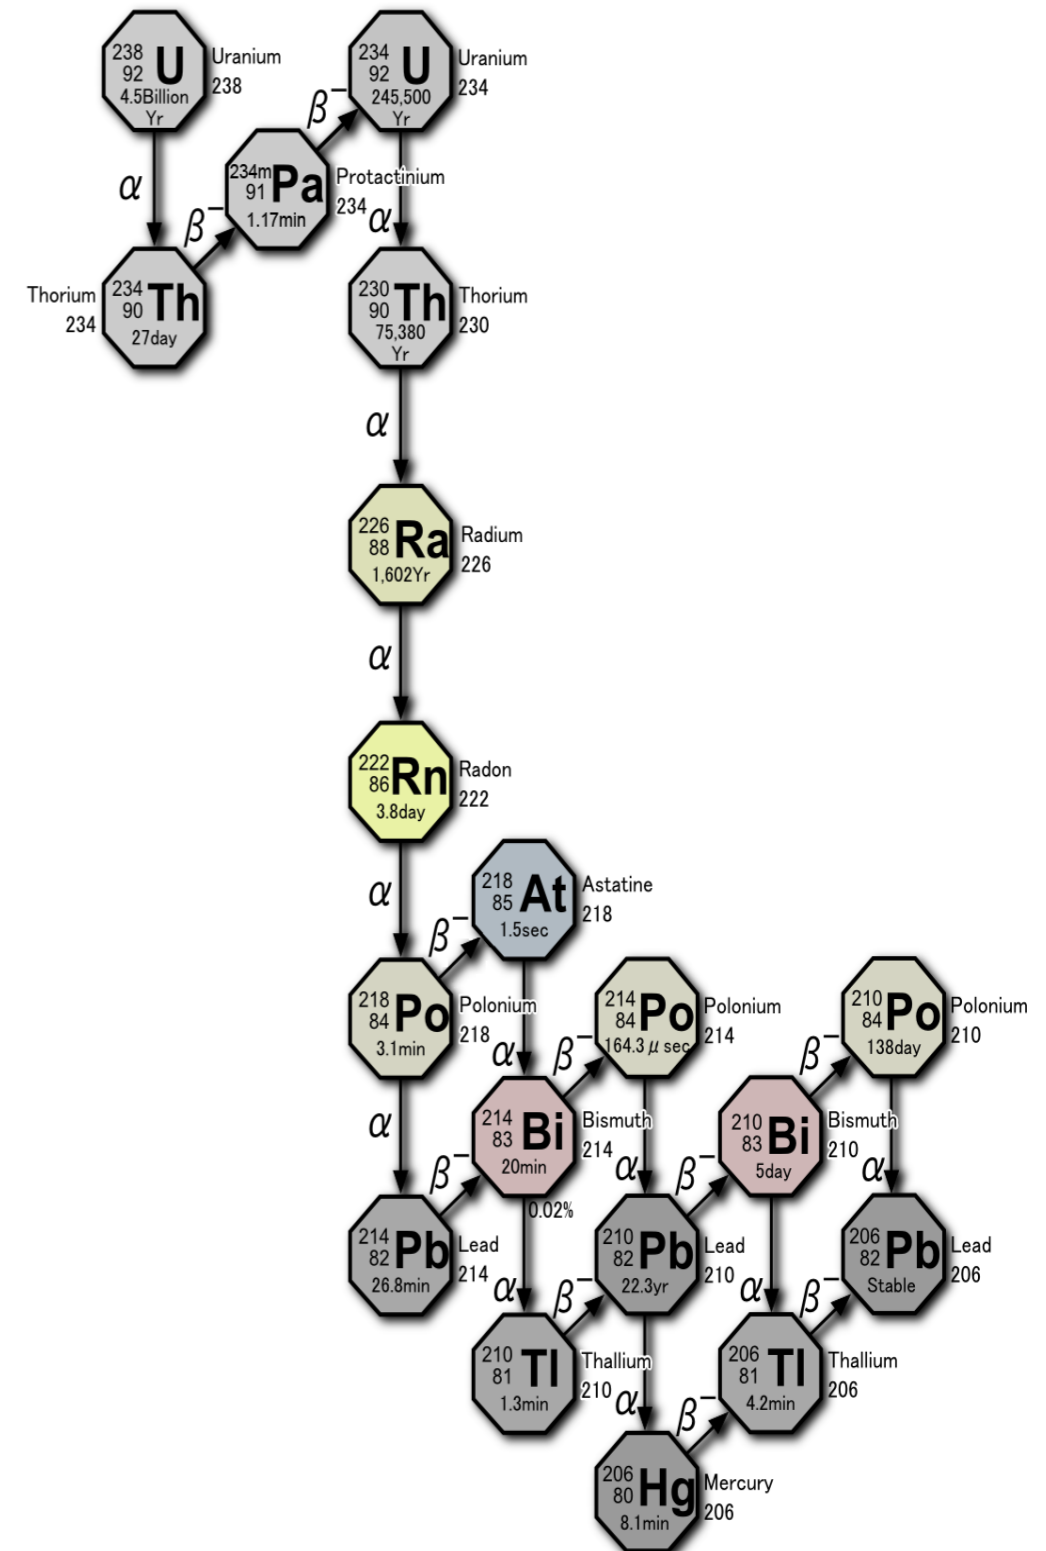 238
92 U
4.5Billion
Yr
Uranium
238
234
92 U
245,500
Yr
Uranium
234
β⁻
234m
91 Pa
1.17min
Protactinium
234
α
β⁻
α
Thorium
234
234
90 Th
27day
230
90 Th
75,380
Yr
Thorium
230
α
226
88 Ra
1,602Yr
Radium
226
α
222
86 Rn
3.8day
Radon
222
α
218
85 At
1.5sec
Astatine
218
β⁻
218
84 Po
3.1min
Polonium
218
α
214
84 Po
164.3 μ sec
Polonium
214
β⁻
210
84 Po
138day
Polonium
210
β⁻
α
214
83 Bi
20min
Bismuth
214
0.02%
β⁻
α
210
83 Bi
5day
Bismuth
210
β⁻
α
214
82 Pb
26.8min
Lead
214
α
210
82 Pb
22.3yr
Lead
210
β⁻
α
206
82 Pb
Stable
Lead
206
β⁻
210
81 Tl
1.3min
Thallium
210
α
206
81 Tl
4.2min
Thallium
206
β⁻
206
80 Hg
8.1min
Mercury
206